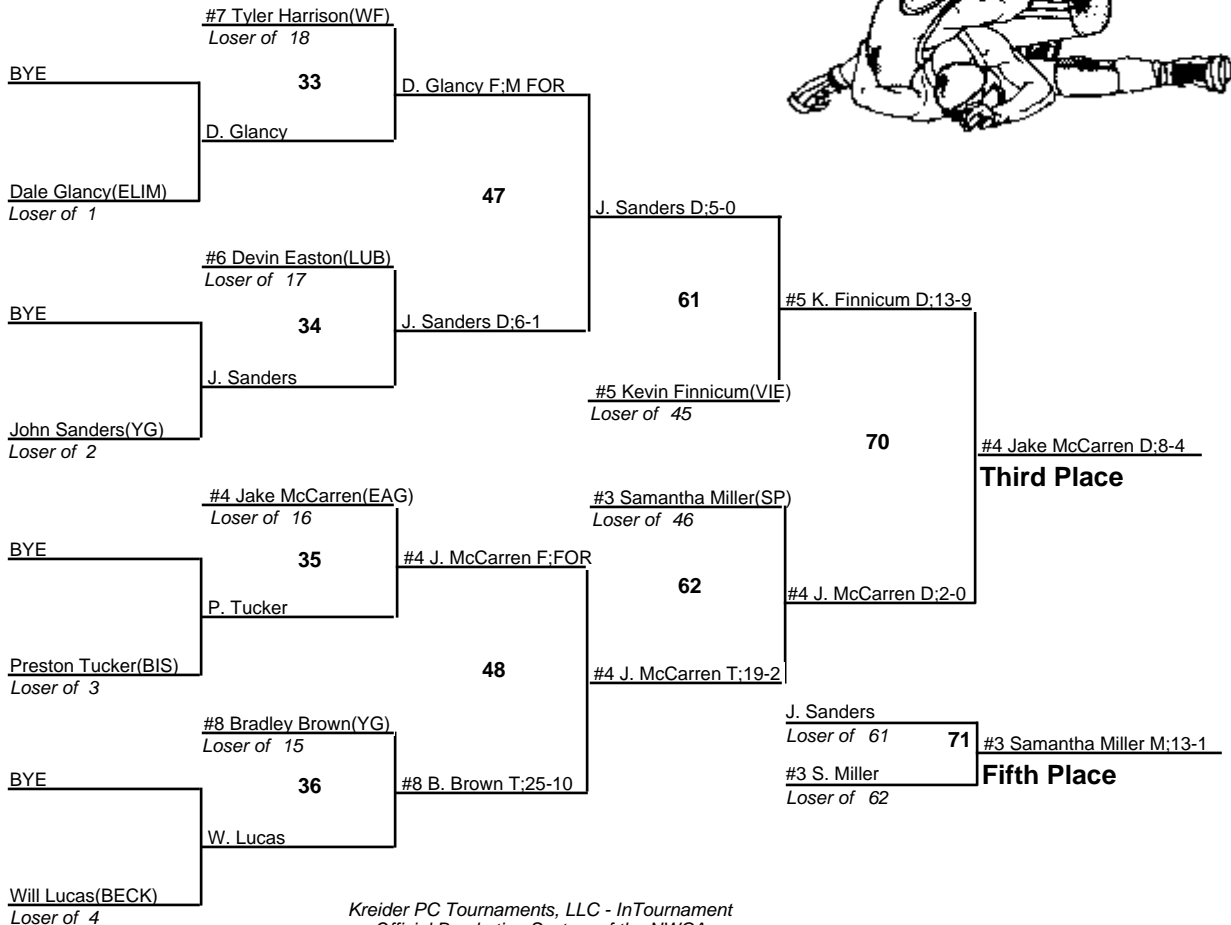 #7 Tyler Harrison(WF)
Loser of 18
BYE
33
D. Glancy F;M FOR
D. Glancy
Dale Glancy(ELIM)
Loser of 1
47
J. Sanders D;5-0
#6 Devin Easton(LUB)
Loser of 17
BYE
34
J. Sanders D;6-1
61
#5 K. Finnicum D;13-9
J. Sanders
#5 Kevin Finnicum(VIE)
Loser of 45
John Sanders(YG)
Loser of 2
70
#4 Jake McCarren D;8-4
Third Place
#4 Jake McCarren(EAG)
Loser of 16
#3 Samantha Miller(SP)
Loser of 46
BYE
35
#4 J. McCarren F;FOR
62
#4 J. McCarren D;2-0
P. Tucker
Preston Tucker(BIS)
Loser of 3
48
#4 J. McCarren T;19-2
#8 Bradley Brown(YG)
Loser of 15
J. Sanders
Loser of 61
71
#3 Samantha Miller M;13-1
Fifth Place
BYE
36
#8 B. Brown T;25-10
#3 S. Miller
Loser of 62
W. Lucas
Will Lucas(BECK)
Loser of 4
Kreider PC Tournaments, LLC - InTournament